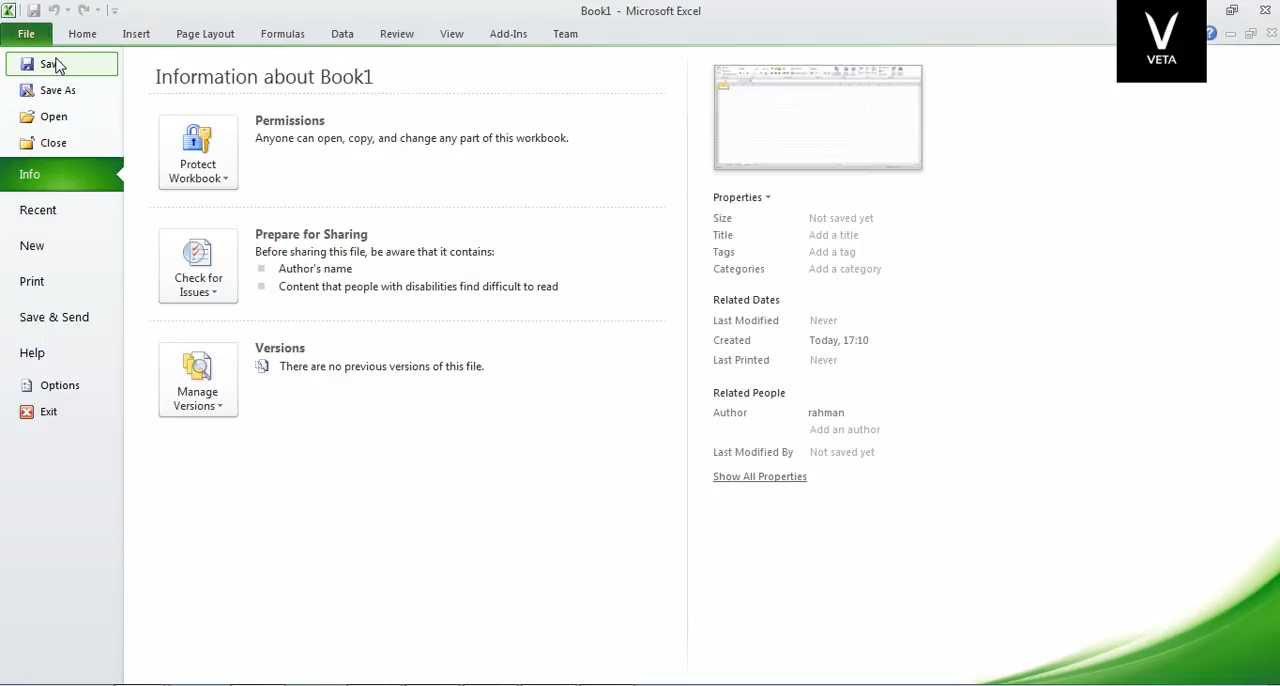 Book1 - Microsoft Excel
File Home Insert Page Layout Formulas Data Review View Add-Ins Team
V
VETA
Save
Save As
Open
Close
Info
Recent
New
Print
Save & Send
Help
Options
Exit
Information about Book1
Protect
Workbook
Permissions
Anyone can open, copy, and change any part of this workbook.
Check for
Issues
Prepare for Sharing
Before sharing this file, be aware that it contains:
Author's name
Content that people with disabilities find difficult to read
Manage
Versions
Versions
There are no previous versions of this file.
Properties
Size Not saved yet
Title Add a title
Tags Add a tag
Categories Add a category
Related Dates
Last Modified Never
Created Today, 17:10
Last Printed Never
Related People
Author rahman
Add an author
Last Modified By Not saved yet
Show All Properties